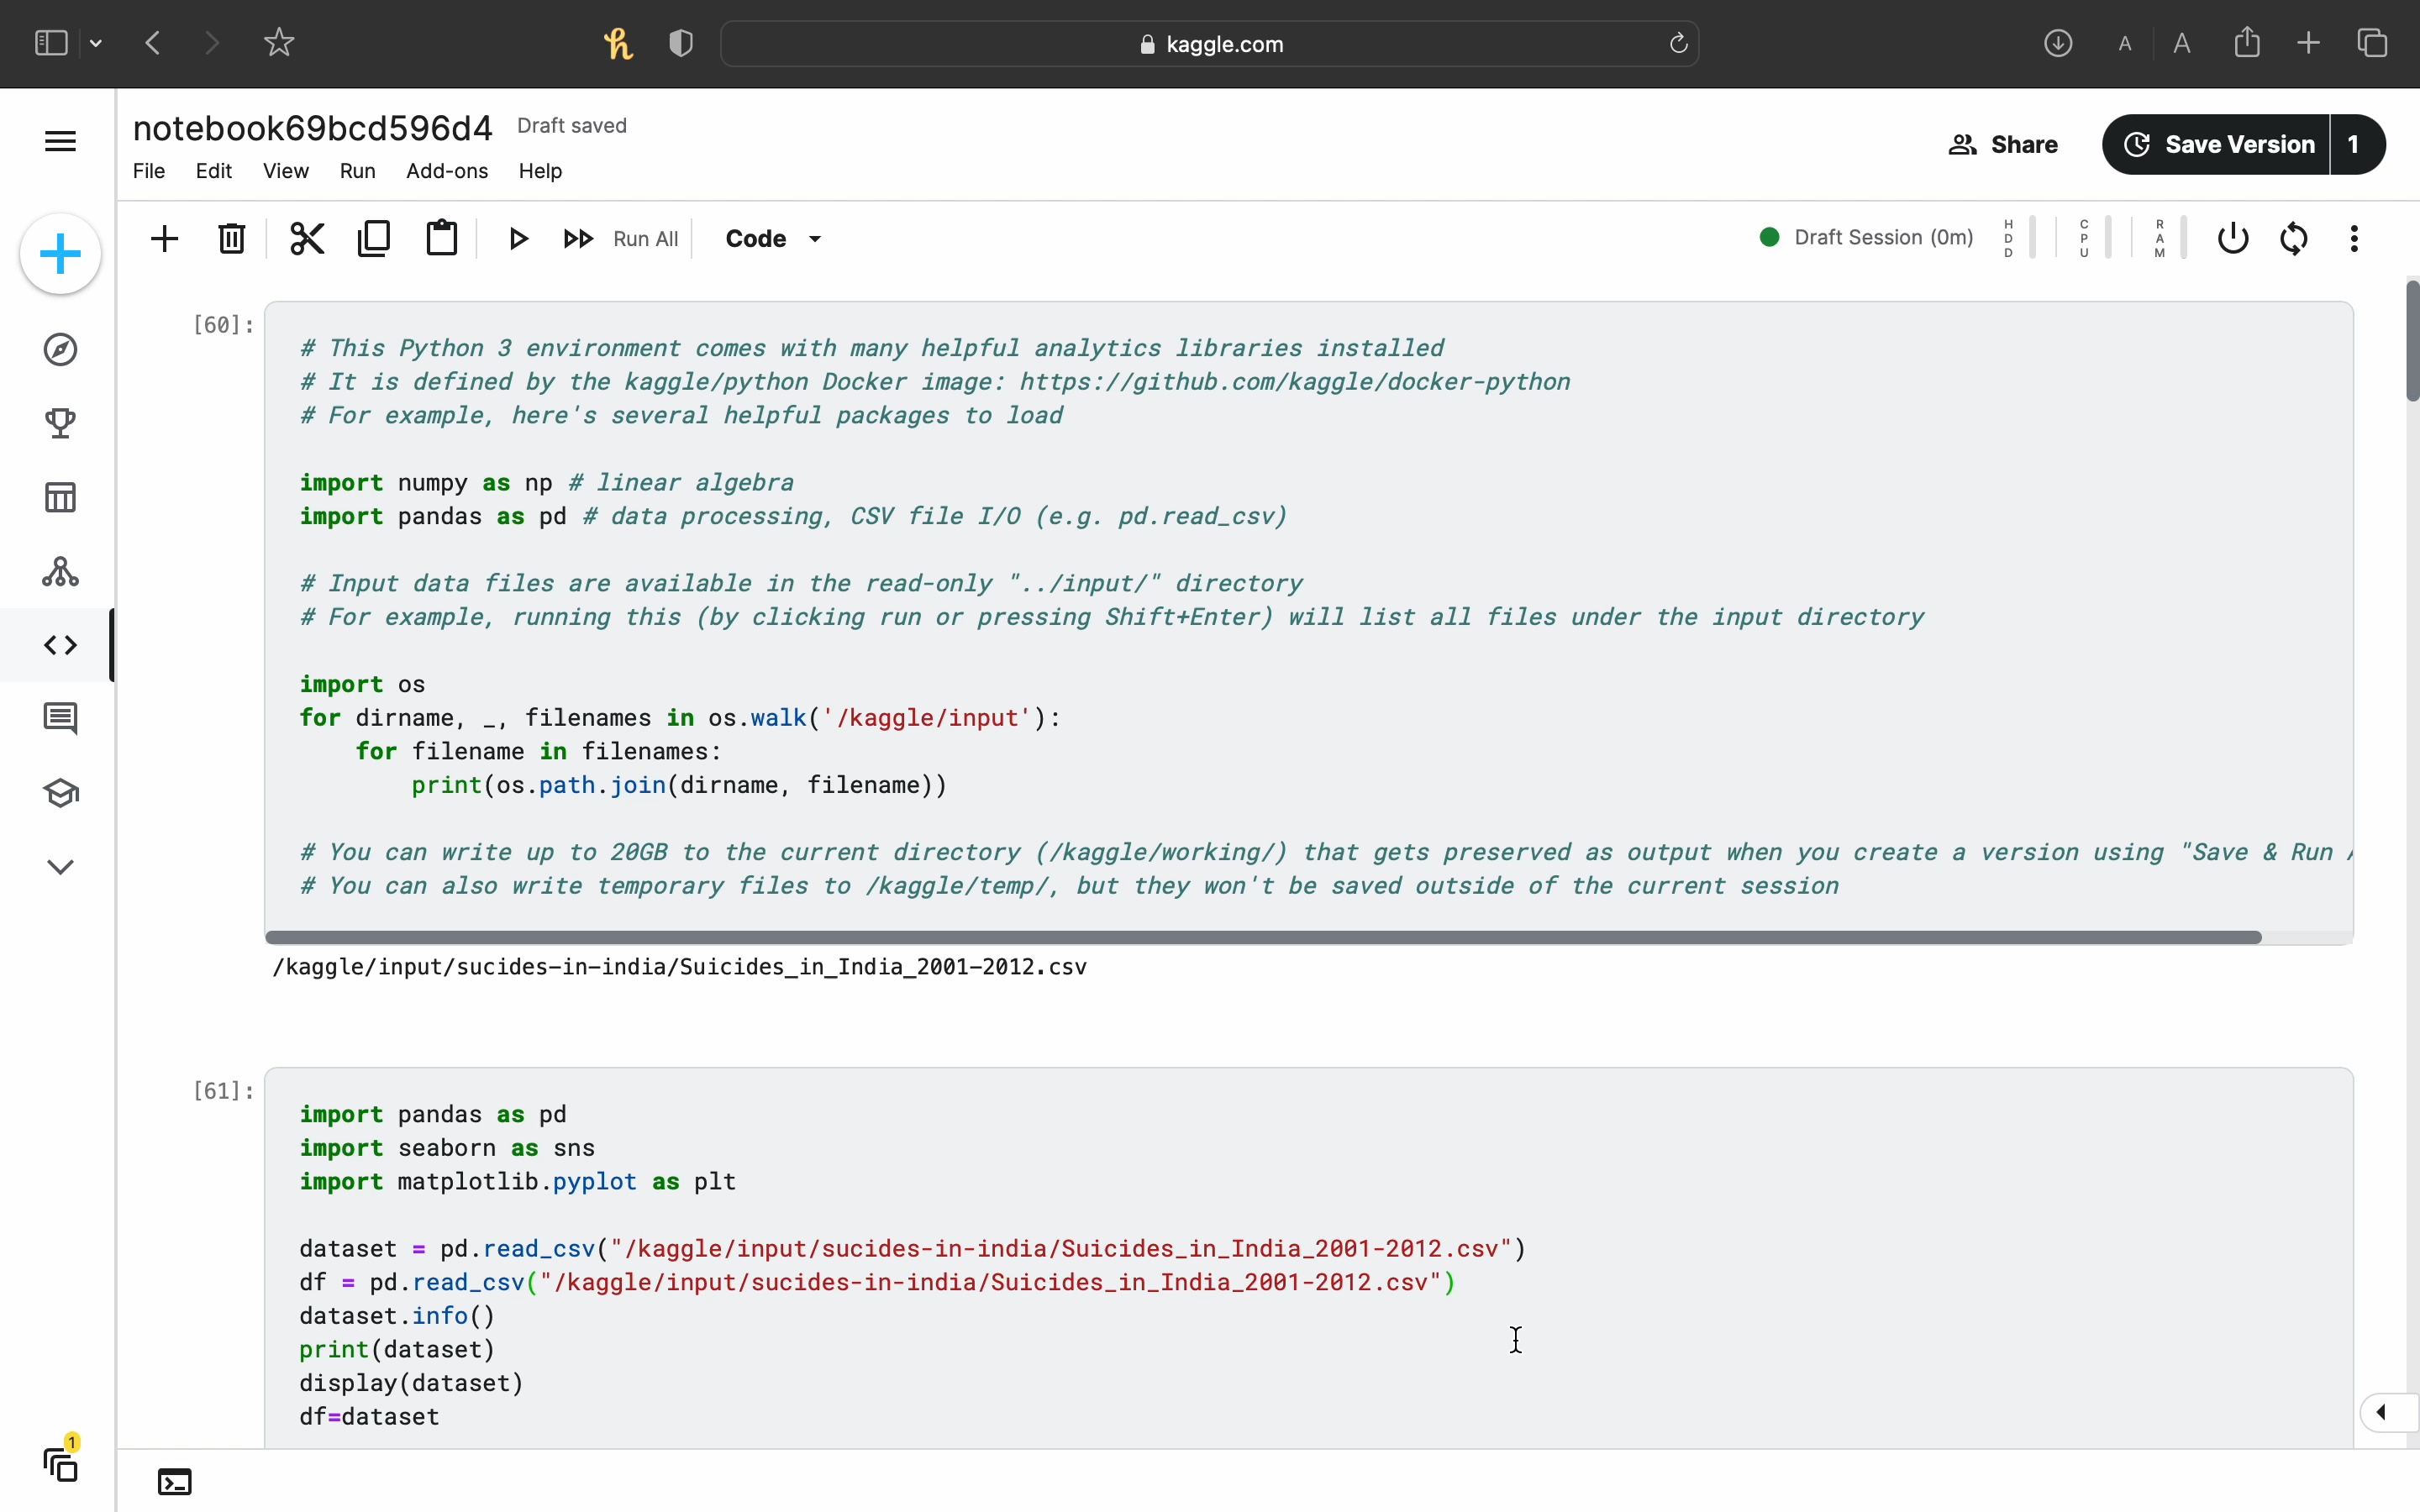 kaggle.com
A A
notebook69bcd596d4 Draft saved
File Edit View Run Add-ons Help
Share
Save Version 1
Run All
Code
Draft Session (0m)
HDD
CPU
RAM
[60]:
# This Python 3 environment comes with many helpful analytics libraries installed
# It is defined by the kaggle/python Docker image: https://github.com/kaggle/docker-python
# For example, here's several helpful packages to load
import numpy as np # linear algebra
import pandas as pd # data processing, CSV file I/O (e.g. pd.read_csv)
# Input data files are available in the read-only "../input/" directory
# For example, running this (by clicking run or pressing Shift+Enter) will list all files under the input directory
import os
for dirname, _, filenames in os.walk('/kaggle/input'):
    for filename in filenames:
        print(os.path.join(dirname, filename))
# You can write up to 20GB to the current directory (/kaggle/working/) that gets preserved as output when you create a version using "Save & Run
# You can also write temporary files to /kaggle/temp/, but they won't be saved outside of the current session
/kaggle/input/sucides-in-india/Suicides_in_India_2001-2012.csv
[61]:
import pandas as pd
import seaborn as sns
import matplotlib.pyplot as plt
dataset = pd.read_csv("/kaggle/input/sucides-in-india/Suicides_in_India_2001-2012.csv")
df = pd.read_csv("/kaggle/input/sucides-in-india/Suicides_in_India_2001-2012.csv")
dataset.info()
print(dataset)
display(dataset)
df=dataset
1